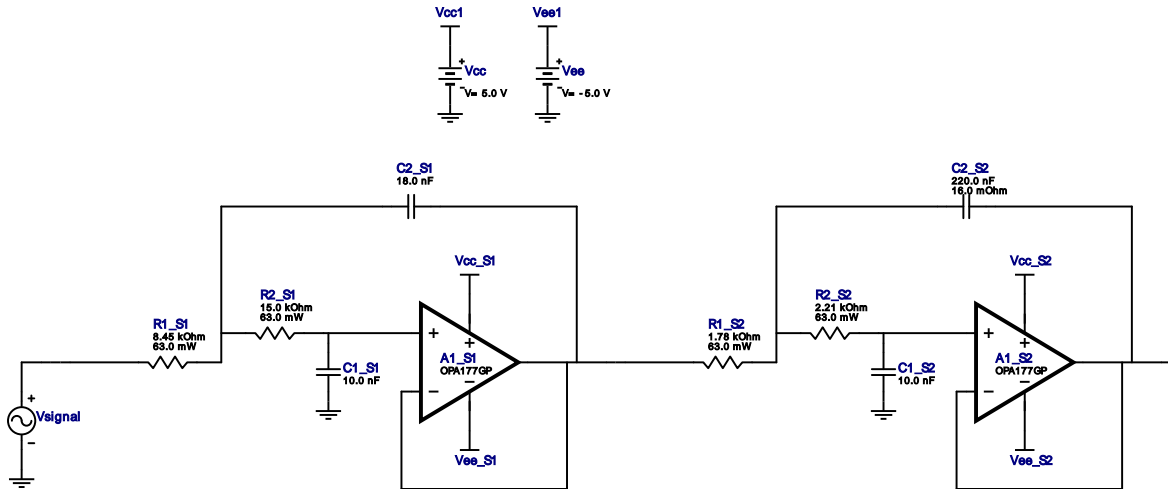 Vcc1
Vee1
+
Vcc
-
V= 5.0 V
+
Vee
-
V= -5.0 V
C2_S1
18.0 nF
C2_S2
220.0 nF
16.0 mOhm
Vcc_S1
Vcc_S2
R2_S1
15.0 kOhm
63.0 mW
R2_S2
2.21 kOhm
63.0 mW
R1_S1
8.45 kOhm
63.0 mW
+
+
A1_S1
OPA177GP
-
-
R1_S2
1.78 kOhm
63.0 mW
+
+
A1_S2
OPA177GP
-
-
C1_S1
10.0 nF
C1_S2
10.0 nF
+
Vsignal
-
Vee_S1
Vee_S2